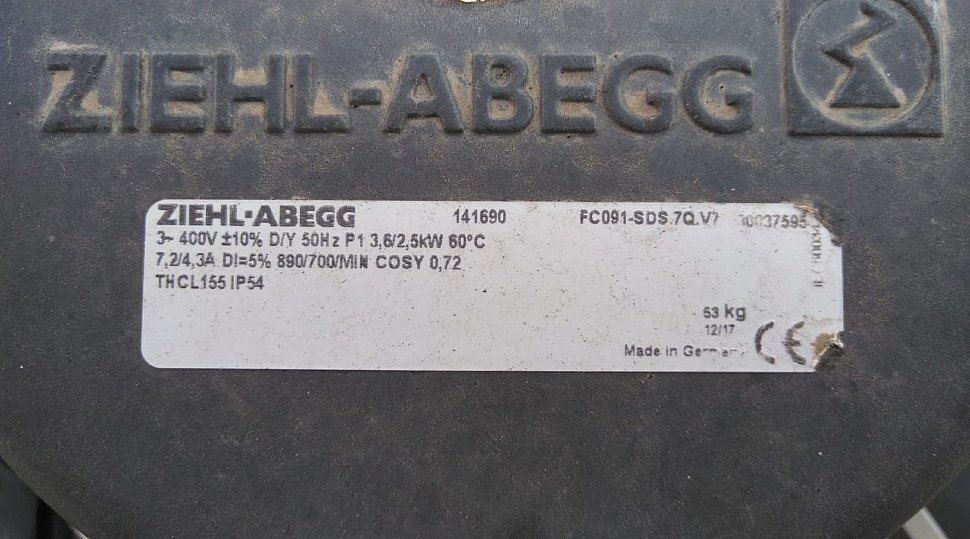 ZIEHL-ABEGG
ZIEHL-ABEGG 141690 FC091-SDS.7Q.V7
3~ 400V ±10% D/Y 50Hz P1 3,6/2,5kW 60°C
7,2/4,3A DI=5% 890/700/MIN COSY 0,72
THCL155 IP54
53 kg
12/17
Made in Germany CE